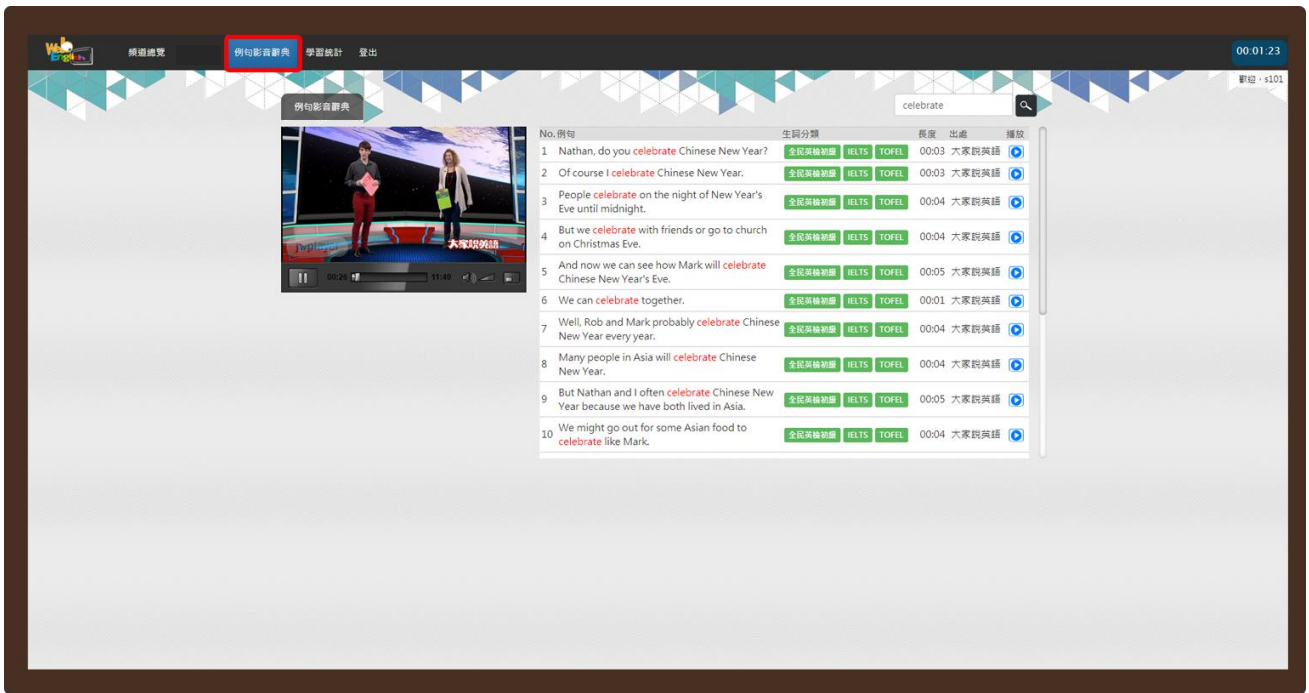 Web English
頻道總覽 例句影音辭典 學習統計 登出 00:01:23
歡迎，s101
例句影音辭典 celebrate
No. 例句 生詞分類 長度 出處 播放
1 Nathan, do you celebrate Chinese New Year? 全民英檢初級 IELTS TOFEL 00:03 大家說英語
2 Of course I celebrate Chinese New Year. 全民英檢初級 IELTS TOFEL 00:03 大家說英語
3 People celebrate on the night of New Year's
Eve until midnight. 全民英檢初級 IELTS TOFEL 00:04 大家說英語
4 But we celebrate with friends or go to church
on Christmas Eve. 全民英檢初級 IELTS TOFEL 00:04 大家說英語
5 And now we can see how Mark will celebrate
Chinese New Year's Eve. 全民英檢初級 IELTS TOFEL 00:05 大家說英語
6 We can celebrate together. 全民英檢初級 IELTS TOFEL 00:01 大家說英語
7 Well, Rob and Mark probably celebrate Chinese
New Year every year. 全民英檢初級 IELTS TOFEL 00:04 大家說英語
8 Many people in Asia will celebrate Chinese
New Year. 全民英檢初級 IELTS TOFEL 00:04 大家說英語
9 But Nathan and I often celebrate Chinese New
Year because we have both lived in Asia. 全民英檢初級 IELTS TOFEL 00:05 大家說英語
10 We might go out for some Asian food to
celebrate like Mark. 全民英檢初級 IELTS TOFEL 00:04 大家說英語
jwplayer 大家說英語
00:26 11:49